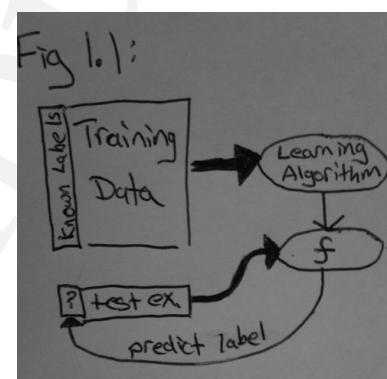 Fig 1.1:
Known Labels
Training
Data
Learning
Algorithm
f
? test ex.
predict label